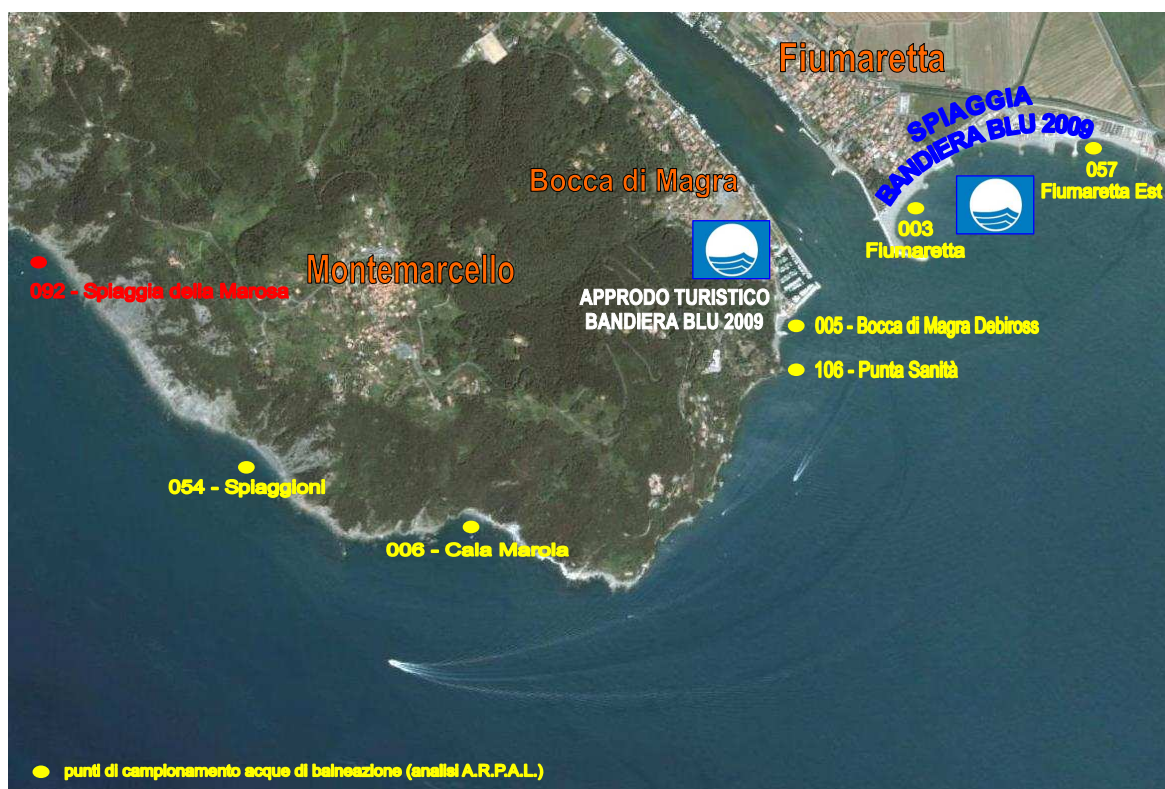 Fiumaretta
SPIAGGIA
BANDIERA BLU 2009
057
Fiumaretta Est
Bocca di Magra
003
Fiumaretta
Montemarcello
092 - Spiaggia della Marosa
APPRODO TURISTICO
BANDIERA BLU 2009
005 - Bocca di Magra Debiross
106 - Punta Sanità
054 - Spiaggioni
006 - Cala Marola
punti di campionamento acque di balneazione (analisi A.R.P.A.L.)